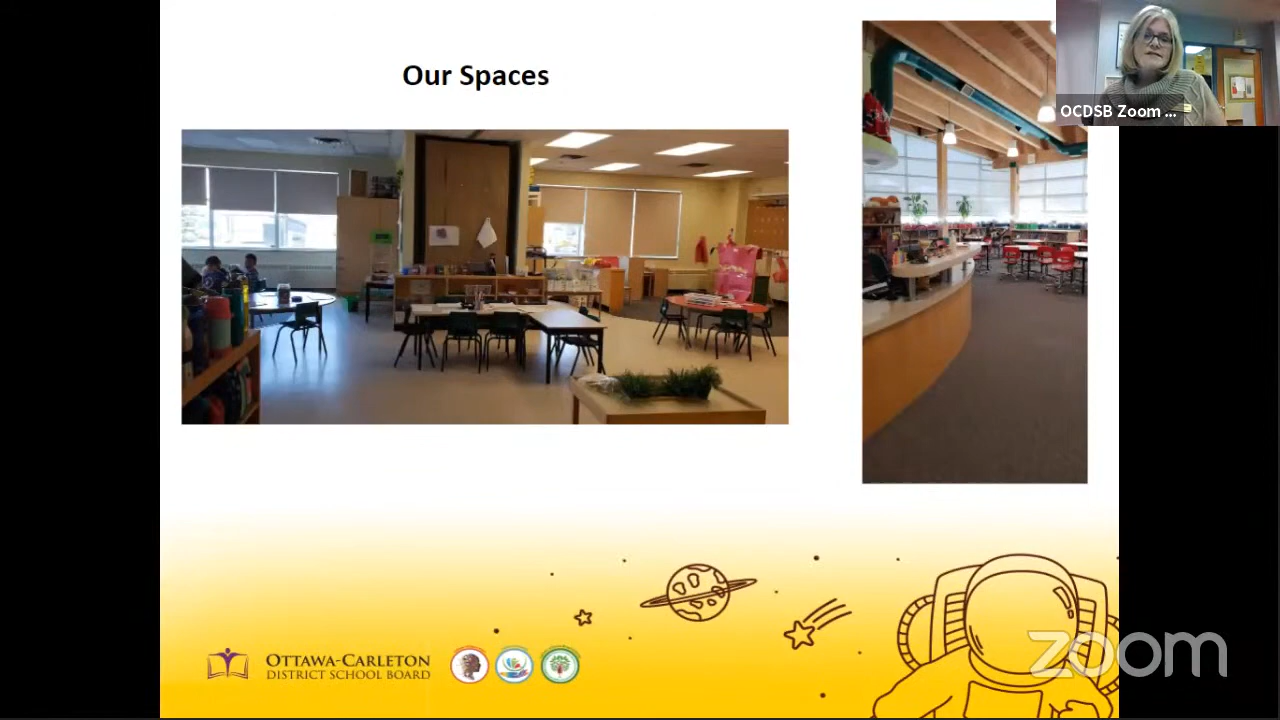 Our Spaces
OCDSB Zoom ...
OTTAWA-CARLETON
DISTRICT SCHOOL BOARD
zoom